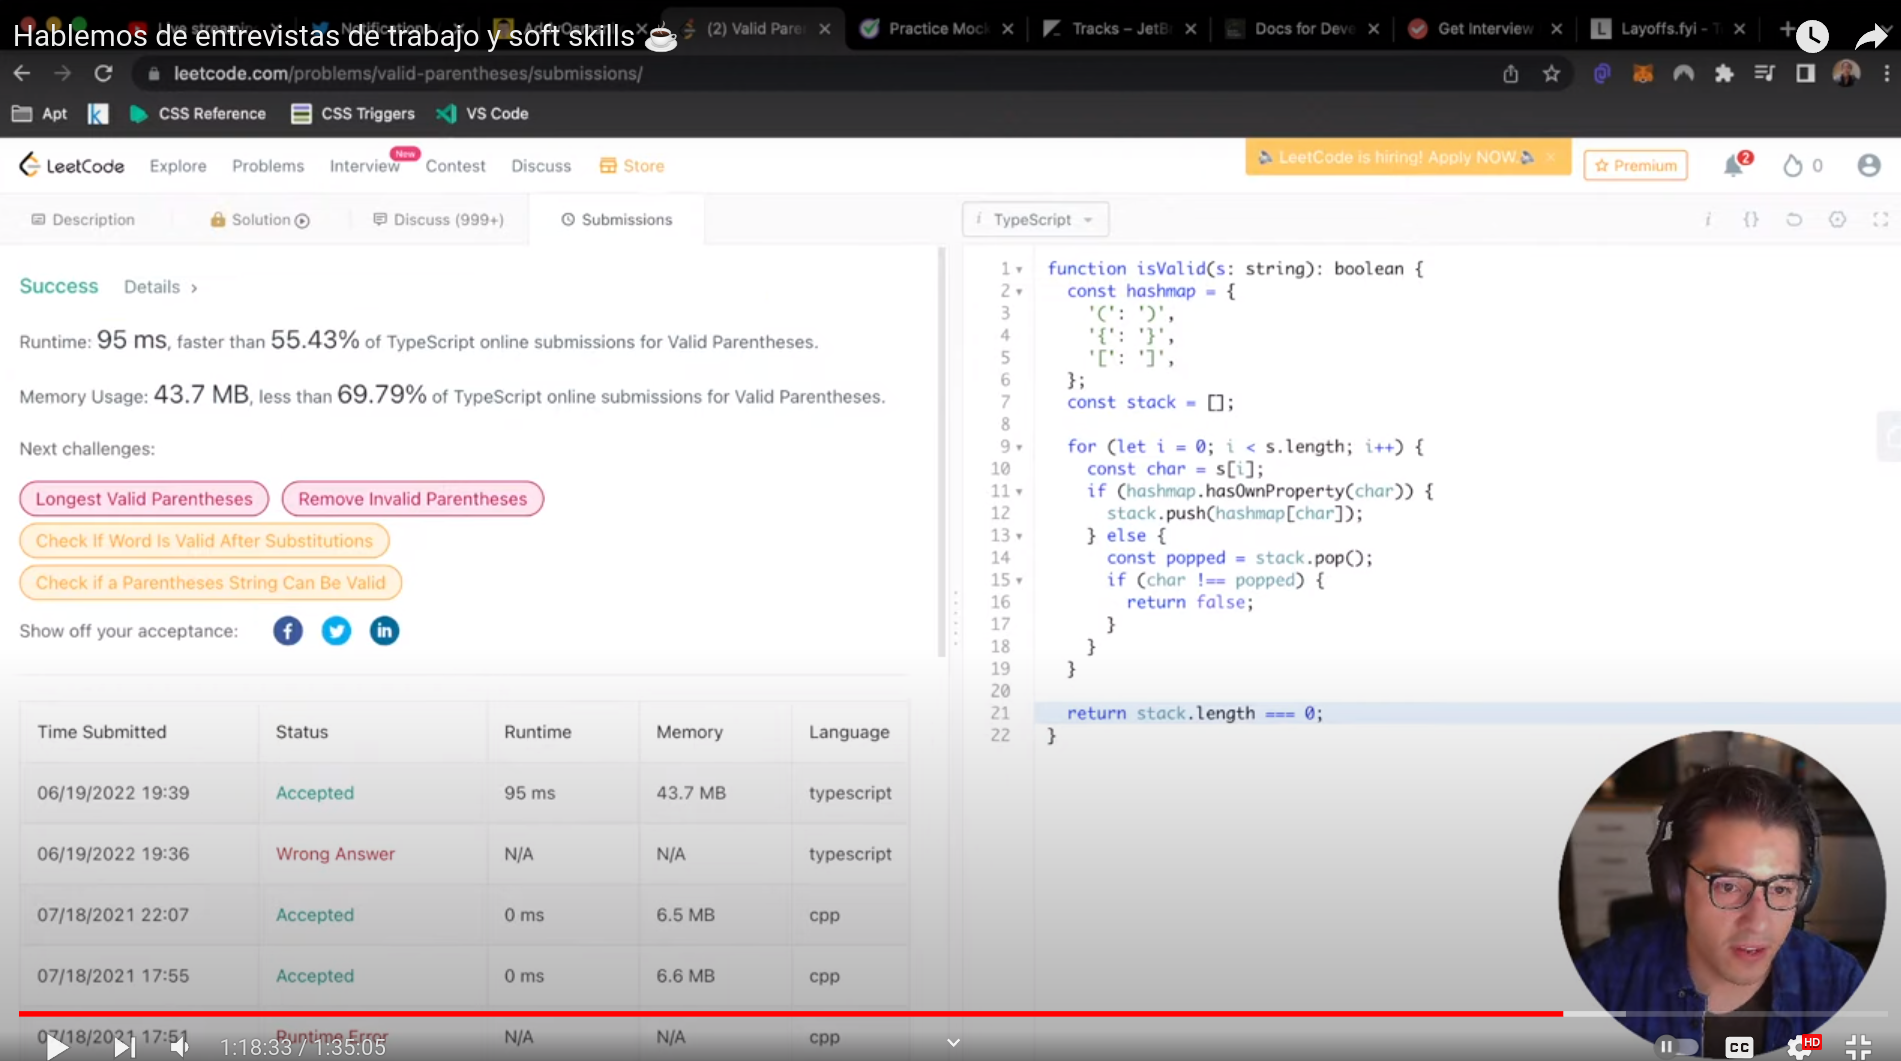 Hablemos de entrevistas de trabajo y soft skills ☕
(2) Valid Pare
Practice Mock
Tracks – JetBr
Docs for Deve
Get Interview
Layoffs.fyi - T
leetcode.com/problems/valid-parentheses/submissions/
Apt
CSS Reference
CSS Triggers
VS Code
LeetCode
Explore
Problems
Interview
New
Contest
Discuss
Store
LeetCode is hiring! Apply NOW.
Premium
2
0
Description
Solution
Discuss (999+)
Submissions
i TypeScript
Success
Details >
Runtime: 95 ms, faster than 55.43% of TypeScript online submissions for Valid Parentheses.
Memory Usage: 43.7 MB, less than 69.79% of TypeScript online submissions for Valid Parentheses.
Next challenges:
Longest Valid Parentheses
Remove Invalid Parentheses
Check If Word Is Valid After Substitutions
Check if a Parentheses String Can Be Valid
Show off your acceptance:
Time Submitted Status Runtime Memory Language
06/19/2022 19:39 Accepted 95 ms 43.7 MB typescript
06/19/2022 19:36 Wrong Answer N/A N/A typescript
07/18/2021 22:07 Accepted 0 ms 6.5 MB cpp
07/18/2021 17:55 Accepted 0 ms 6.6 MB cpp
07/18/2021 17:51 Runtime Error N/A N/A cpp
1 function isValid(s: string): boolean {
2 const hashmap = {
3 '(': ')',
4 '{': '}',
5 '[': ']',
6 };
7 const stack = [];
8
9 for (let i = 0; i < s.length; i++) {
10 const char = s[i];
11 if (hashmap.hasOwnProperty(char)) {
12 stack.push(hashmap[char]);
13 } else {
14 const popped = stack.pop();
15 if (char !== popped) {
16 return false;
17 }
18 }
19 }
20
21 return stack.length === 0;
22 }
1:18:33 / 1:35:05
CC
HD